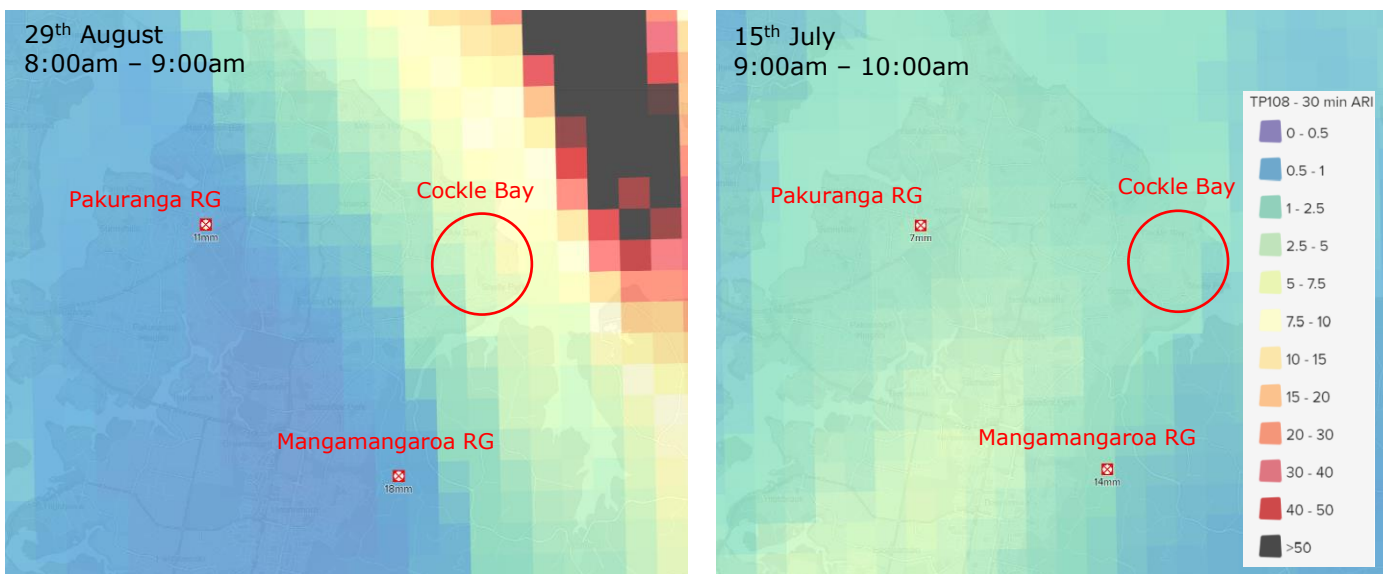 29th August
8:00am – 9:00am
Pakuranga RG
11mm
Cockle Bay
Mangamangaroa RG
18mm
15th July
9:00am – 10:00am
Pakuranga RG
7mm
Cockle Bay
Mangamangaroa RG
14mm
TP108 - 30 min ARI
0 - 0.5
0.5 - 1
1 - 2.5
2.5 - 5
5 - 7.5
7.5 - 10
10 - 15
15 - 20
20 - 30
30 - 40
40 - 50
>50